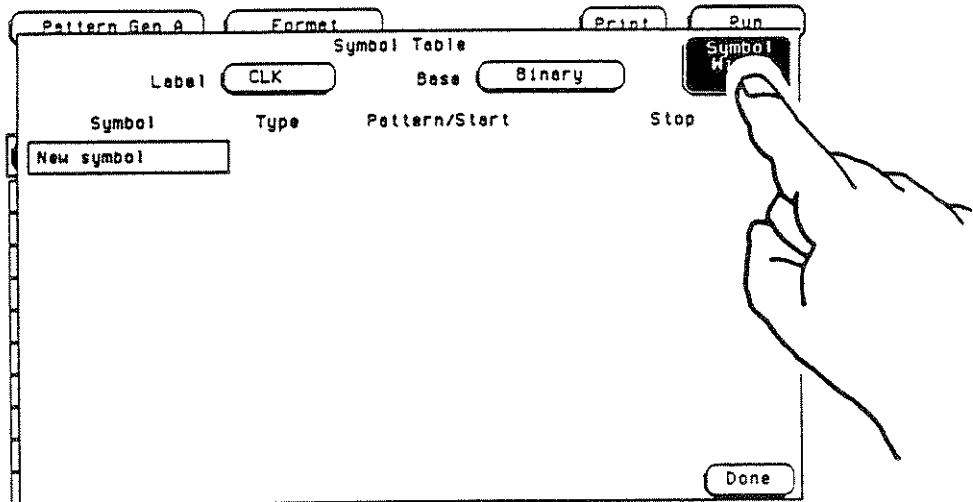 Pattern Gen A Format Print Run
Symbol Table
Label CLK Base Binary Symbol
Symbol Type Pattern/Start Stop
New symbol
Done